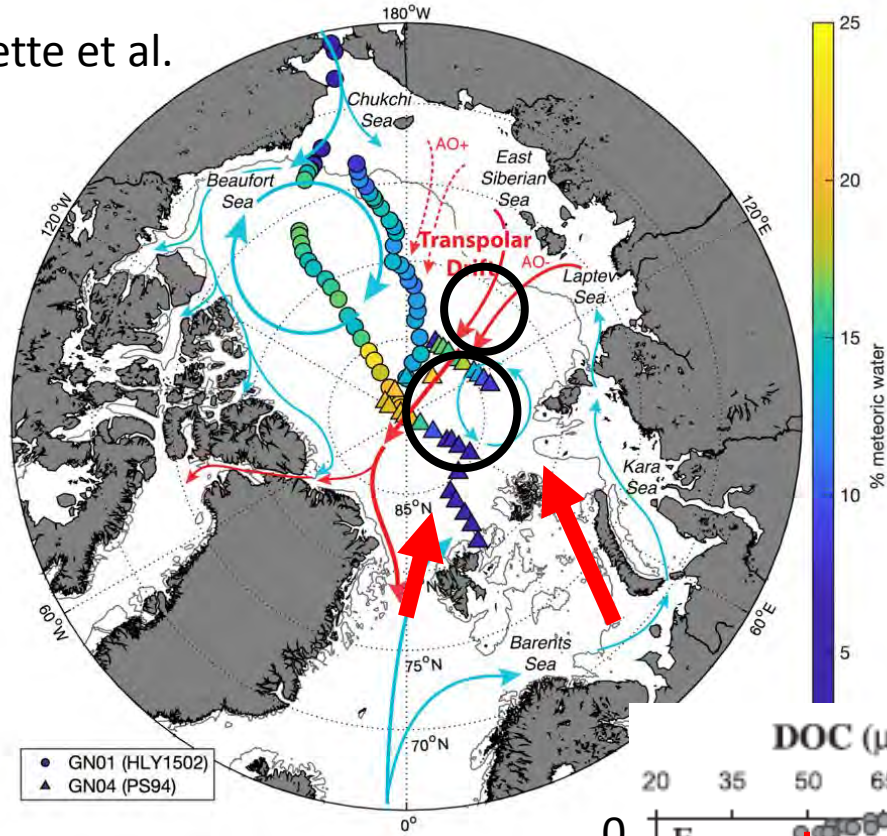 ette et al.
180°W
Chukchi
Sea
AO+
East
Siberian
Sea
Beaufort
Sea
120°E
Transpolar
Drift
AO-
Laptev
Sea
Kara
Sea
85°N
60°W
60°E
75°N
Barents
Sea
70°N
GN01 (HLY1502)
GN04 (PS94)
0°
25
20
15
10
5
% meteoric water
DOC (μ
20 35 50 65
0